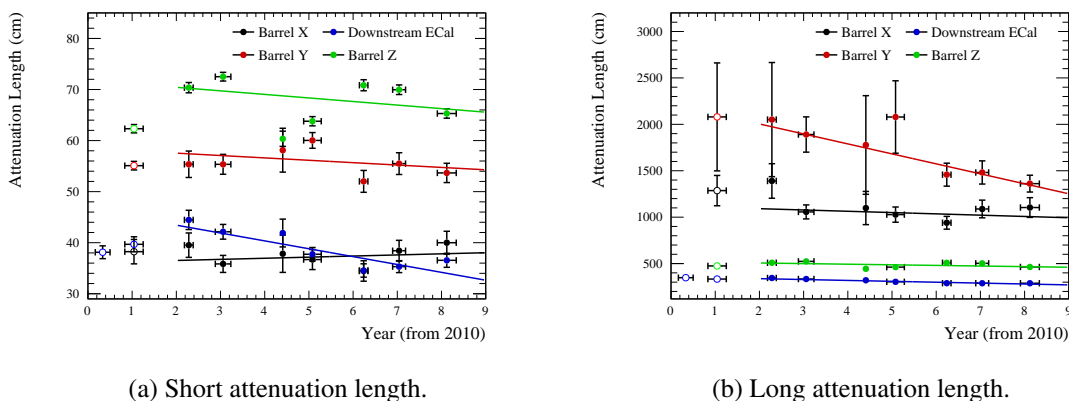 Attenuation Length (cm)
80
70
60
50
40
30
Barrel X Downstream ECal
Barrel Y Barrel Z
0 1 2 3 4 5 6 7 8 9
Year (from 2010)
(a) Short attenuation length.
Attenuation Length (cm)
3000
2500
2000
1500
1000
500
Barrel X Downstream ECal
Barrel Y Barrel Z
0 1 2 3 4 5 6 7 8 9
Year (from 2010)
(b) Long attenuation length.